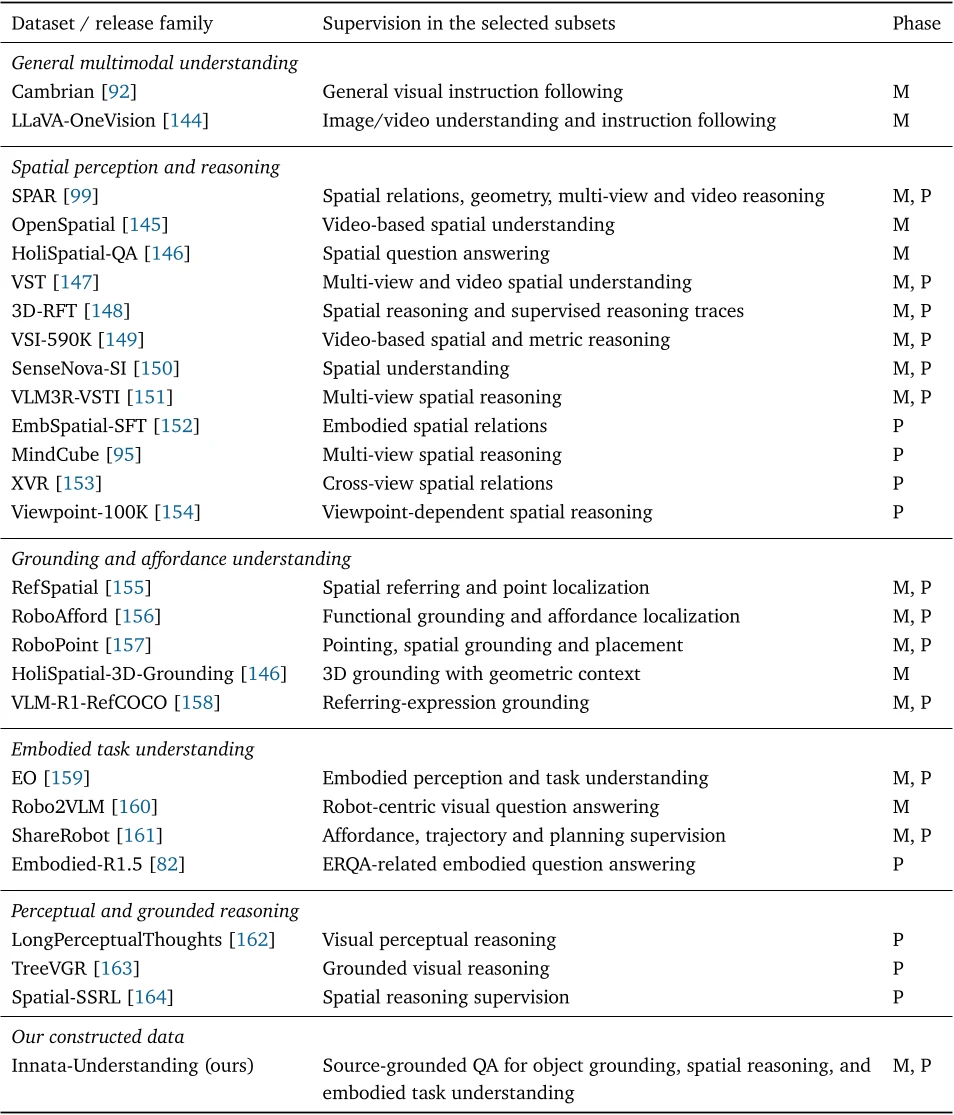 Dataset / release family Supervision in the selected subsets Phase
General multimodal understanding
Cambrian [92] General visual instruction following M
LLaVA-OneVision [144] Image/video understanding and instruction following M
Spatial perception and reasoning
SPAR [99] Spatial relations, geometry, multi-view and video reasoning M, P
OpenSpatial [145] Video-based spatial understanding M
HoliSpatial-QA [146] Spatial question answering M
VST [147] Multi-view and video spatial understanding M, P
3D-RFT [148] Spatial reasoning and supervised reasoning traces M, P
VSI-590K [149] Video-based spatial and metric reasoning M, P
SenseNova-SI [150] Spatial understanding M, P
VLM3R-VSTI [151] Multi-view spatial reasoning M, P
EmbSpatial-SFT [152] Embodied spatial relations P
MindCube [95] Multi-view spatial reasoning P
XVR [153] Cross-view spatial relations P
Viewpoint-100K [154] Viewpoint-dependent spatial reasoning P
Grounding and affordance understanding
RefSpatial [155] Spatial referring and point localization M, P
RoboAfford [156] Functional grounding and affordance localization M, P
RoboPoint [157] Pointing, spatial grounding and placement M, P
HoliSpatial-3D-Grounding [146] 3D grounding with geometric context M
VLM-R1-RefCOCO [158] Referring-expression grounding M, P
Embodied task understanding
EO [159] Embodied perception and task understanding M, P
Robo2VLM [160] Robot-centric visual question answering M
ShareRobot [161] Affordance, trajectory and planning supervision M, P
Embodied-R1.5 [82] ERQA-related embodied question answering P
Perceptual and grounded reasoning
LongPerceptualThoughts [162] Visual perceptual reasoning P
TreeVGR [163] Grounded visual reasoning P
Spatial-SSRL [164] Spatial reasoning supervision P
Our constructed data
Innata-Understanding (ours) Source-grounded QA for object grounding, spatial reasoning, and M, P
embodied task understanding